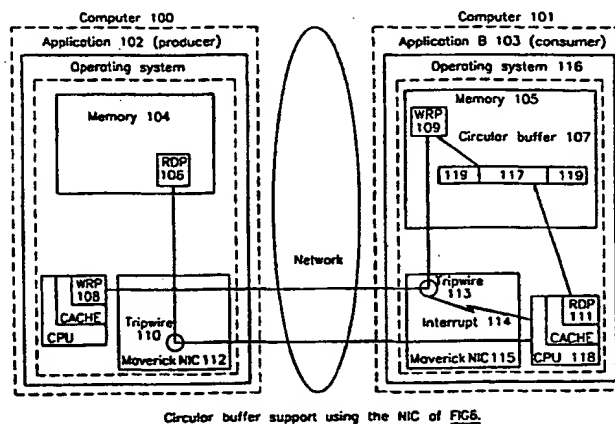 Computer 100
Application 102 (producer)
Operating system
Memory 104
RDP
106
WRP
108
CACHE
CPU
Tripwire
110
Maverick NIC 112
Network
Computer 101
Application B 103 (consumer)
Operating system 116
Memory 105
WRP
109
Circular buffer 107
119 117 119
Tripwire
113
Interrupt 114
Maverick NIC 115
RDP
111
CACHE
CPU 118
Circular buffer support using the NIC of FIG6.